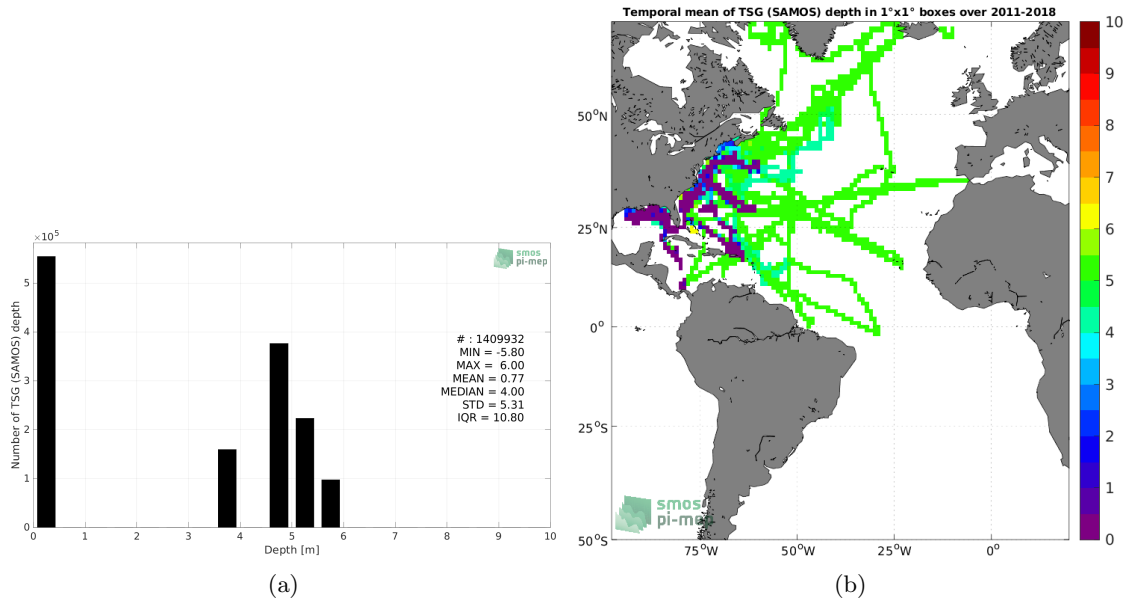 ×10⁵
5
4
3
2
1
0
Number of TSG (SAMOS) depth
smos
pi-mep
# : 1409932
MIN = -5.80
MAX = 6.00
MEAN = 0.77
MEDIAN = 4.00
STD = 5.31
IQR = 10.80
0 1 2 3 4 5 6 7 8 9 10
Depth [m]
(a)
Temporal mean of TSG (SAMOS) depth in 1°x1° boxes over 2011-2018
50°N
25°N
0°
25°S
50°S
75°W 50°W 25°W 0°
smos
pi-mep
10
9
8
7
6
5
4
3
2
1
0
(b)